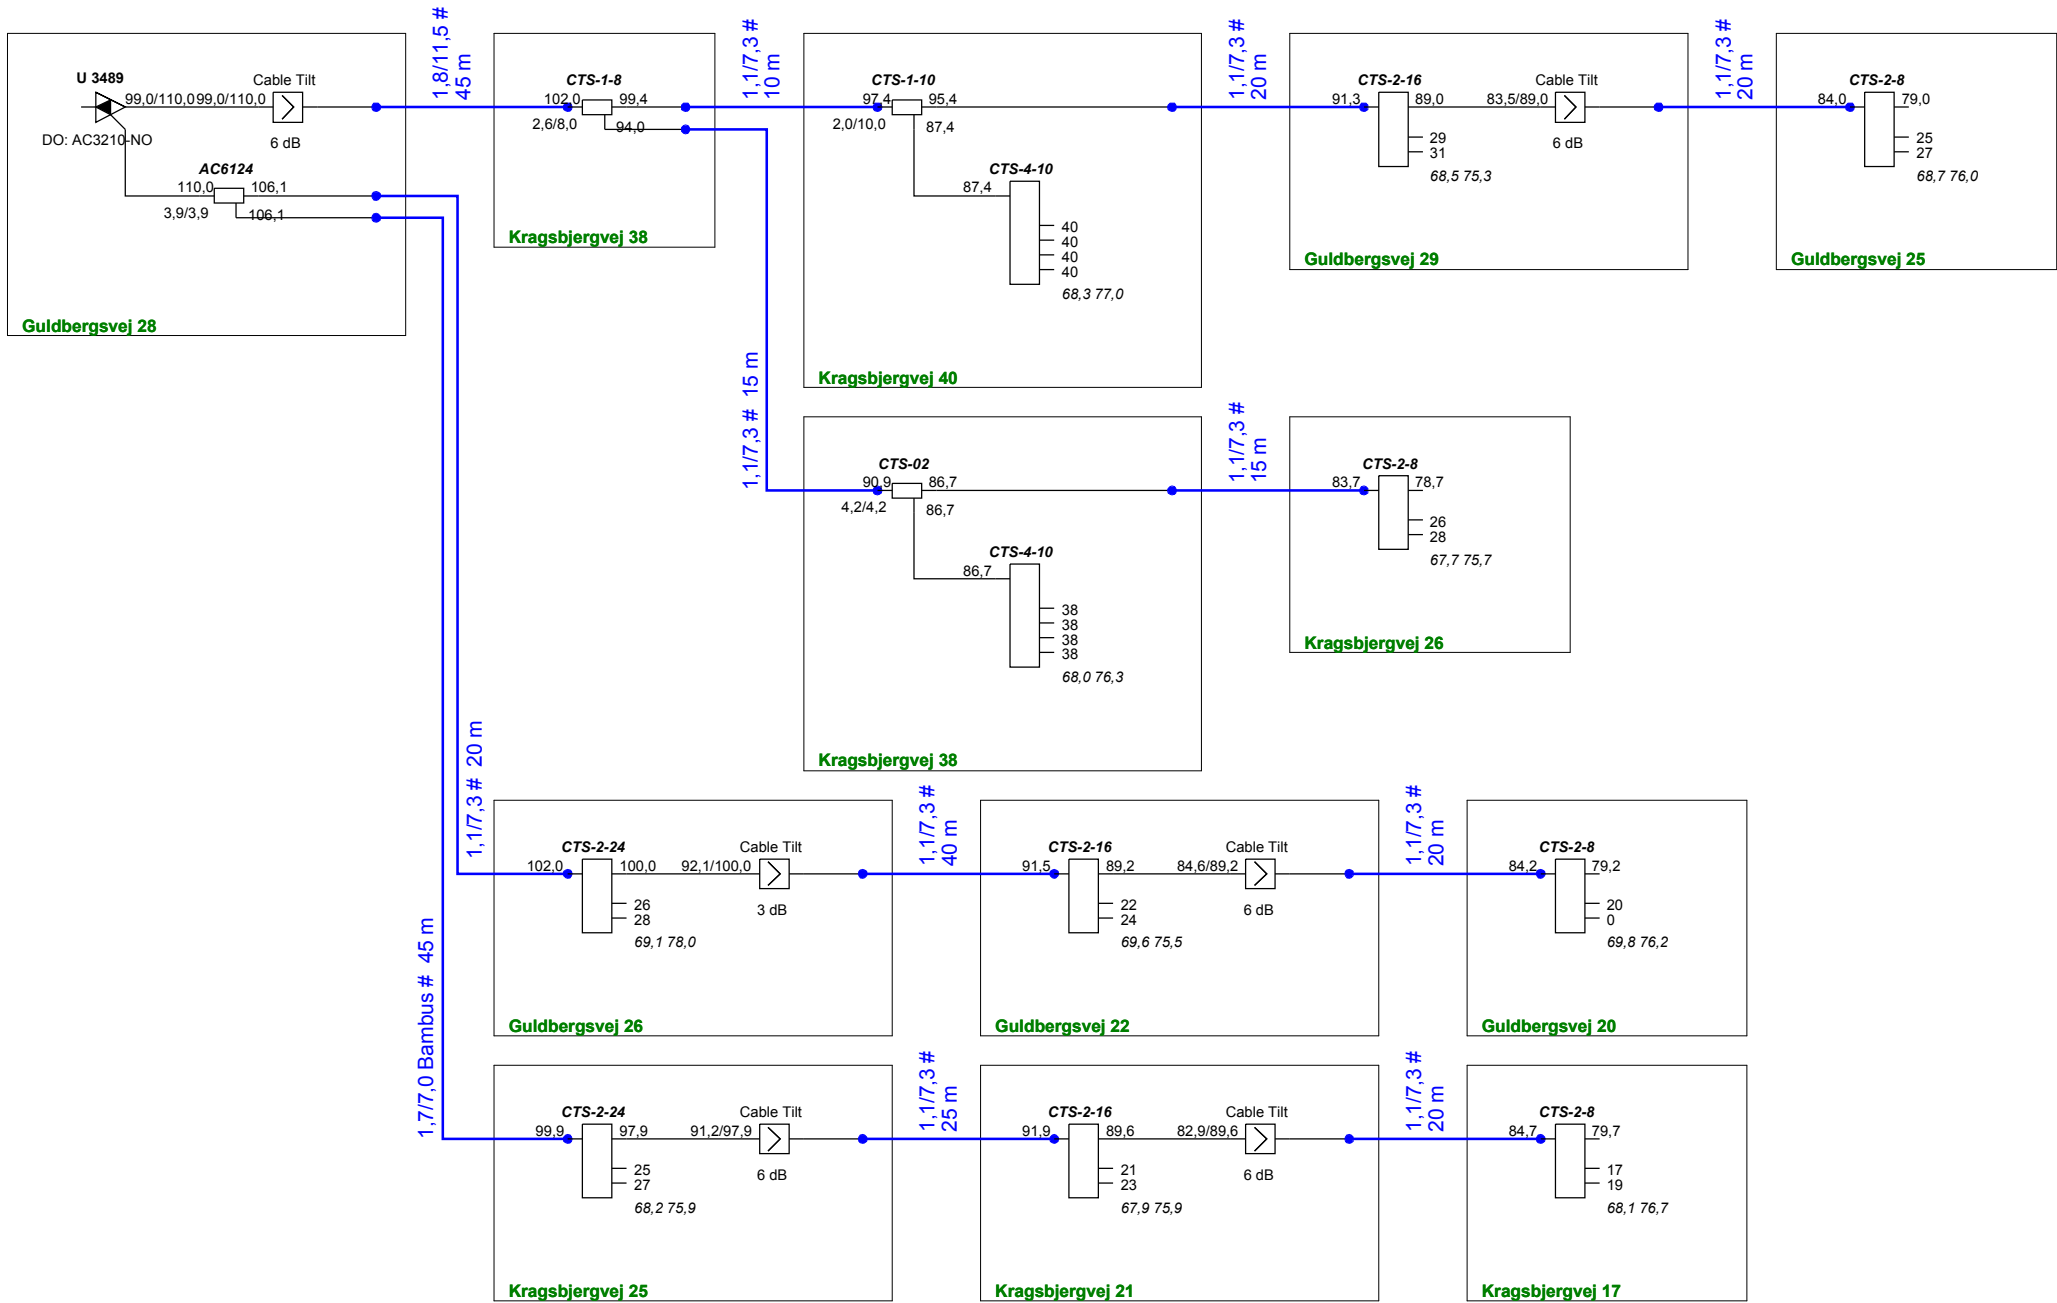 U 3489
99,0/110,0
99,0/110,0
Cable Tilt
6 dB
DO: AC3210-NO
AC6124
110,0
106,1
3,9/3,9
106,1
Guldbergsvej 28
1,8/11,5 #
45 m
CTS-1-8
102,0
99,4
2,6/8,0
94,0
Kragsbjergvej 38
1,1/7,3 #
10 m
CTS-1-10
97,4
95,4
2,0/10,0
87,4
CTS-4-10
87,4
40
40
40
40
68,3 77,0
Kragsbjergvej 40
1,1/7,3 #
20 m
CTS-2-16
91,3
89,0
29
31
68,5 75,3
83,5/89,0
Cable Tilt
6 dB
Guldbergsvej 29
1,1/7,3 #
20 m
CTS-2-8
84,0
79,0
25
27
68,7 76,0
Guldbergsvej 25
1,1/7,3 # 15 m
CTS-02
90,9
86,7
4,2/4,2
86,7
CTS-4-10
86,7
38
38
38
38
68,0 76,3
Kragsbjergvej 38
1,1/7,3 #
15 m
CTS-2-8
83,7
78,7
26
28
67,7 75,7
Kragsbjergvej 26
1,1/7,3 # 20 m
CTS-2-24
102,0
100,0
26
28
69,1 78,0
92,1/100,0
Cable Tilt
3 dB
Guldbergsvej 26
1,1/7,3 #
40 m
CTS-2-16
91,5
89,2
22
24
69,6 75,5
84,6/89,2
Cable Tilt
6 dB
Guldbergsvej 22
1,1/7,3 #
20 m
CTS-2-8
84,2
79,2
20
0
69,8 76,2
Guldbergsvej 20
1,7/7,0 Bambus # 45 m
CTS-2-24
99,9
97,9
25
27
68,2 75,9
91,2/97,9
Cable Tilt
6 dB
Kragsbjergvej 25
1,1/7,3 #
25 m
CTS-2-16
91,9
89,6
21
23
67,9 75,9
82,9/89,6
Cable Tilt
6 dB
Kragsbjergvej 21
1,1/7,3 #
20 m
CTS-2-8
84,7
79,7
17
19
68,1 76,7
Kragsbjergvej 17